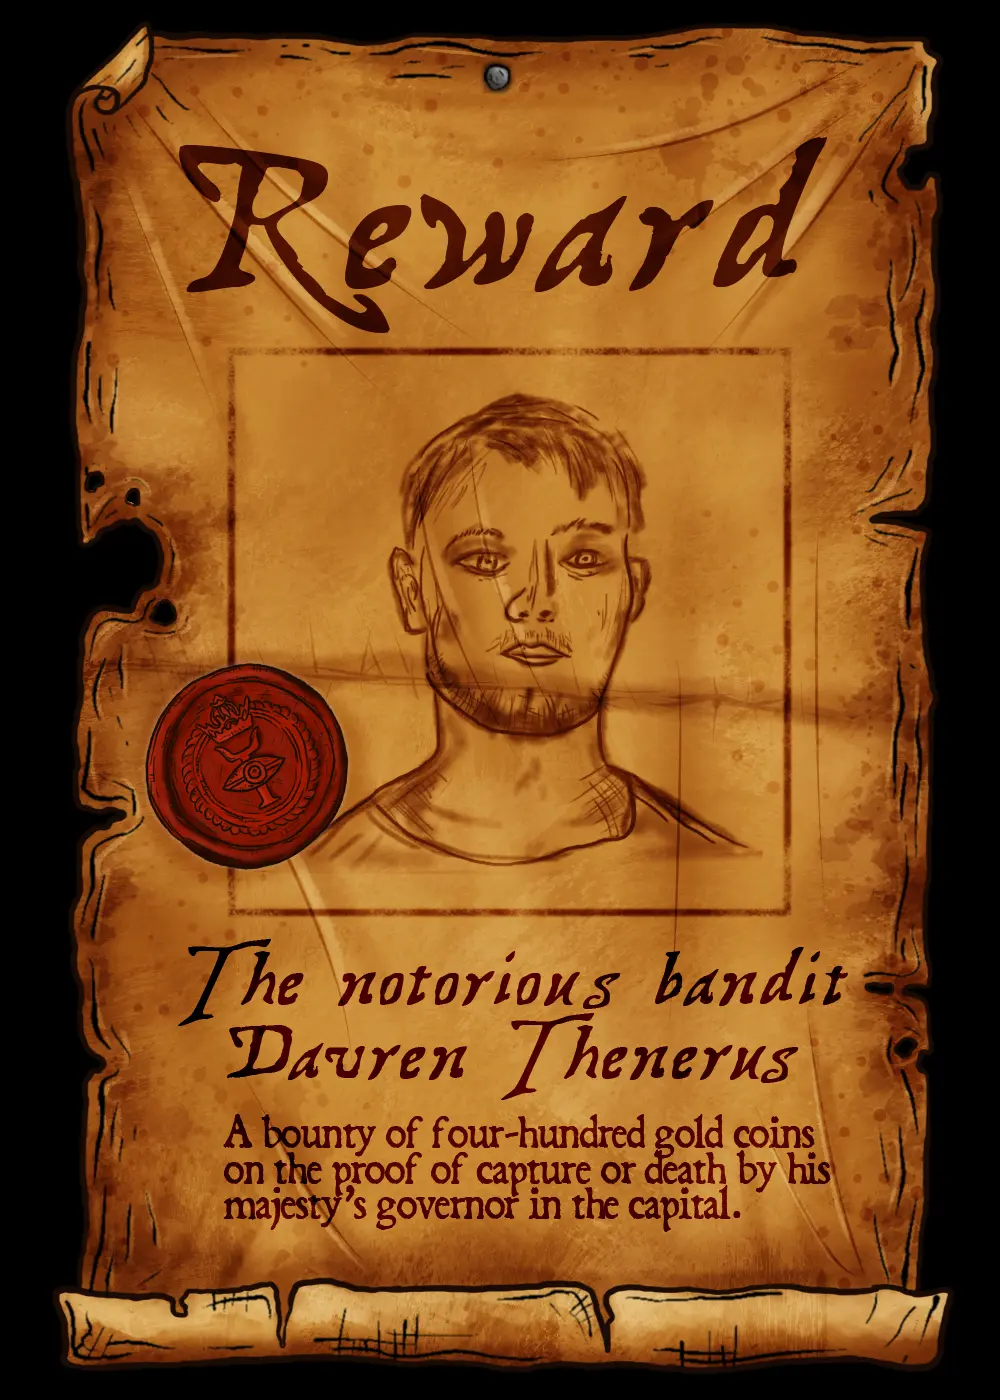 Reward
The notorious bandit
Davren Thenerus
A bounty of four-hundred gold coins
on the proof of capture or death by his
majesty's governor in the capital.